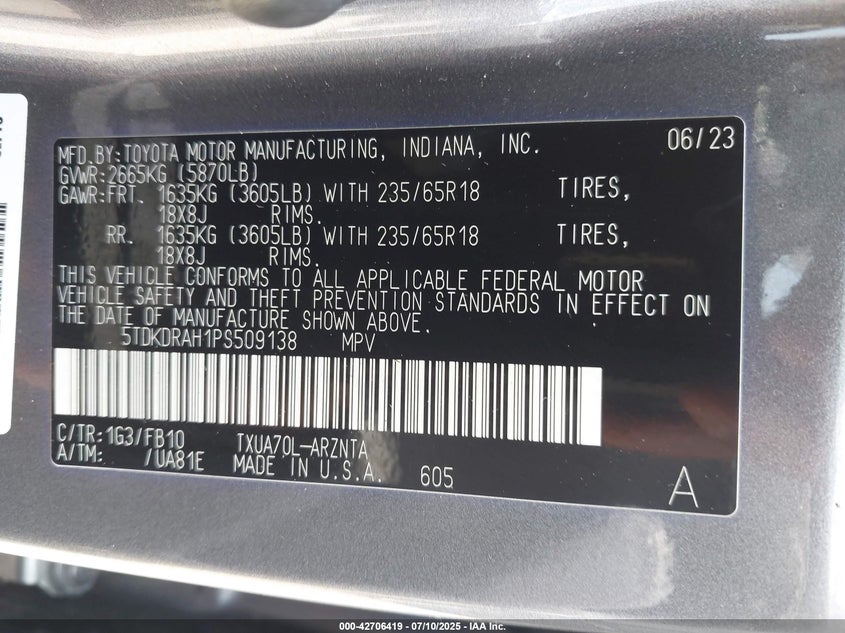 MFD.BY:TOYOTA MOTOR MANUFACTURING, INDIANA, INC. 06/23
GVWR:2665KG (5870LB)
GAWR:FRT. 1635KG (3605LB) WITH 235/65R18 TIRES,
18X8J RIMS.
RR. 1635KG (3605LB) WITH 235/65R18 TIRES,
18X8J RIMS.
THIS VEHICLE CONFORMS TO ALL APPLICABLE FEDERAL MOTOR
VEHICLE SAFETY AND THEFT PREVENTION STANDARDS IN EFFECT ON
THE DATE OF MANUFACTURE SHOWN ABOVE.
5TDKDRAH1PS509138 MPV
C/TR:1G3/FB10 TXUA70L-ARZNTA
A/TM: /UA81E MADE IN U.S.A. 605
A
000-42706419 - 07/10/2025 - IAA Inc.